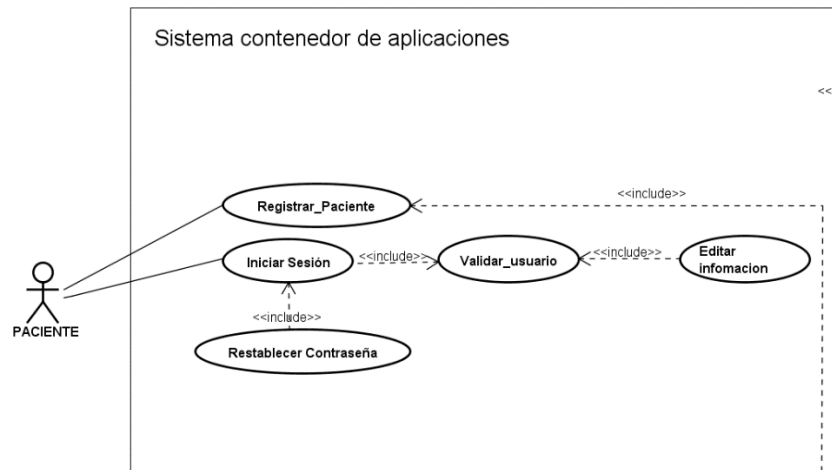 Sistema contenedor de aplicaciones
<<
<<include>>
Registrar_Paciente
Iniciar Sesión
<<include>>
Validar_usuario
<<include>>
Editar
infomacion
PACIENTE
<<include>>
Restablecer Contraseña